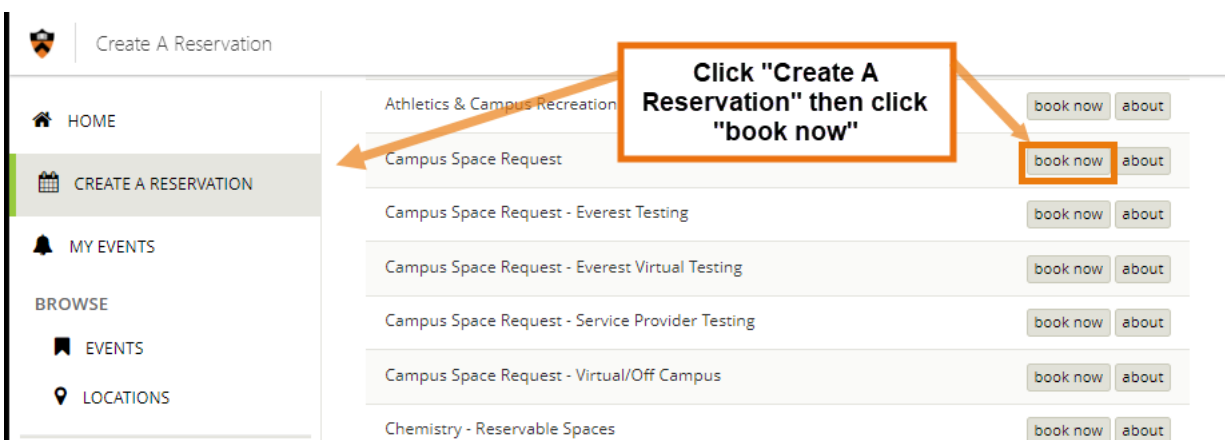 Create A Reservation
Click "Create A
Reservation" then click
"book now"
HOME
CREATE A RESERVATION
MY EVENTS
BROWSE
EVENTS
LOCATIONS
Athletics & Campus Recreation book now about
Campus Space Request book now about
Campus Space Request - Everest Testing book now about
Campus Space Request - Everest Virtual Testing book now about
Campus Space Request - Service Provider Testing book now about
Campus Space Request - Virtual/Off Campus book now about
Chemistry - Reservable Spaces book now about